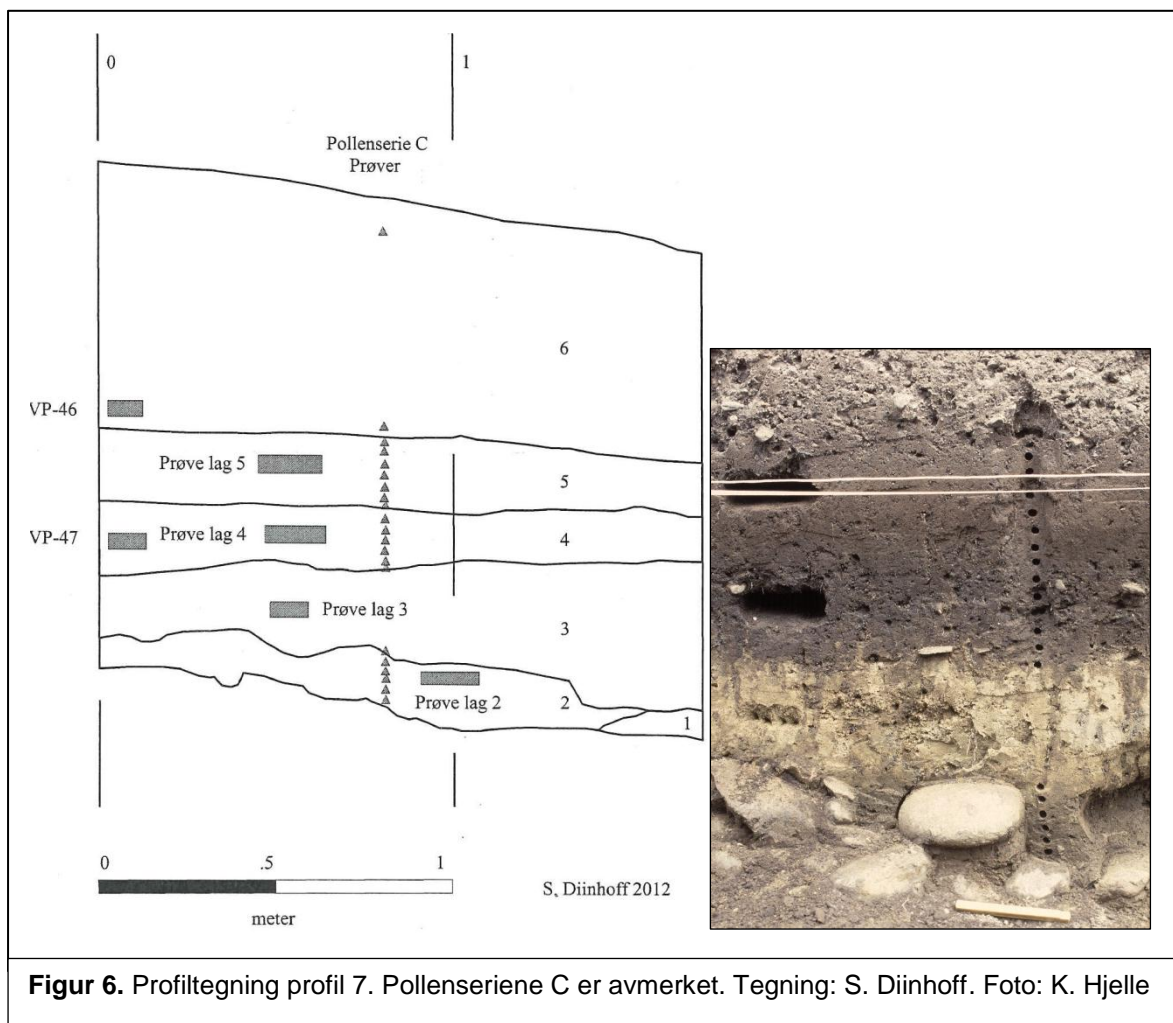 0
1
Pollenserie C
Prøver
6
VP-46
Prøve lag 5
5
VP-47
Prøve lag 4
4
Prøve lag 3
3
Prøve lag 2
2
1
0 .5 1
S. Diinhoff 2012
meter
Figur 6. Profiltegning profil 7. Pollenseriene C er avmerket. Tegning: S. Diinhoff. Foto: K. Hjelle